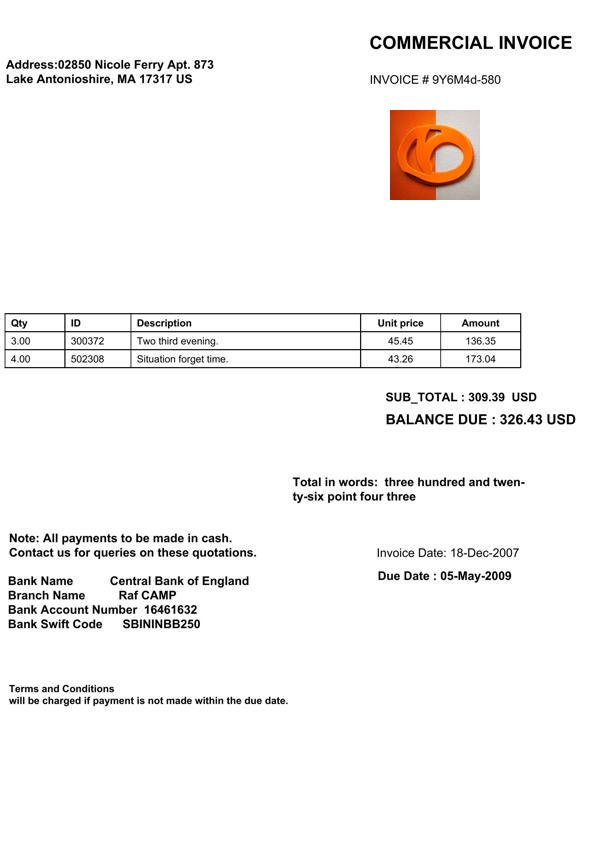 COMMERCIAL INVOICE
Address:02850 Nicole Ferry Apt. 873
Lake Antonioshire, MA 17317 US
INVOICE # 9Y6M4d-580
Qty ID Description Unit price Amount
3.00 300372 Two third evening. 45.45 136.35
4.00 502308 Situation forget time. 43.26 173.04
SUB_TOTAL : 309.39 USD
BALANCE DUE : 326.43 USD
Total in words: three hundred and twen-
ty-six point four three
Note: All payments to be made in cash.
Contact us for queries on these quotations.
Invoice Date: 18-Dec-2007
Due Date : 05-May-2009
Bank Name Central Bank of England
Branch Name Raf CAMP
Bank Account Number 16461632
Bank Swift Code SBININBB250
Terms and Conditions
will be charged if payment is not made within the due date.